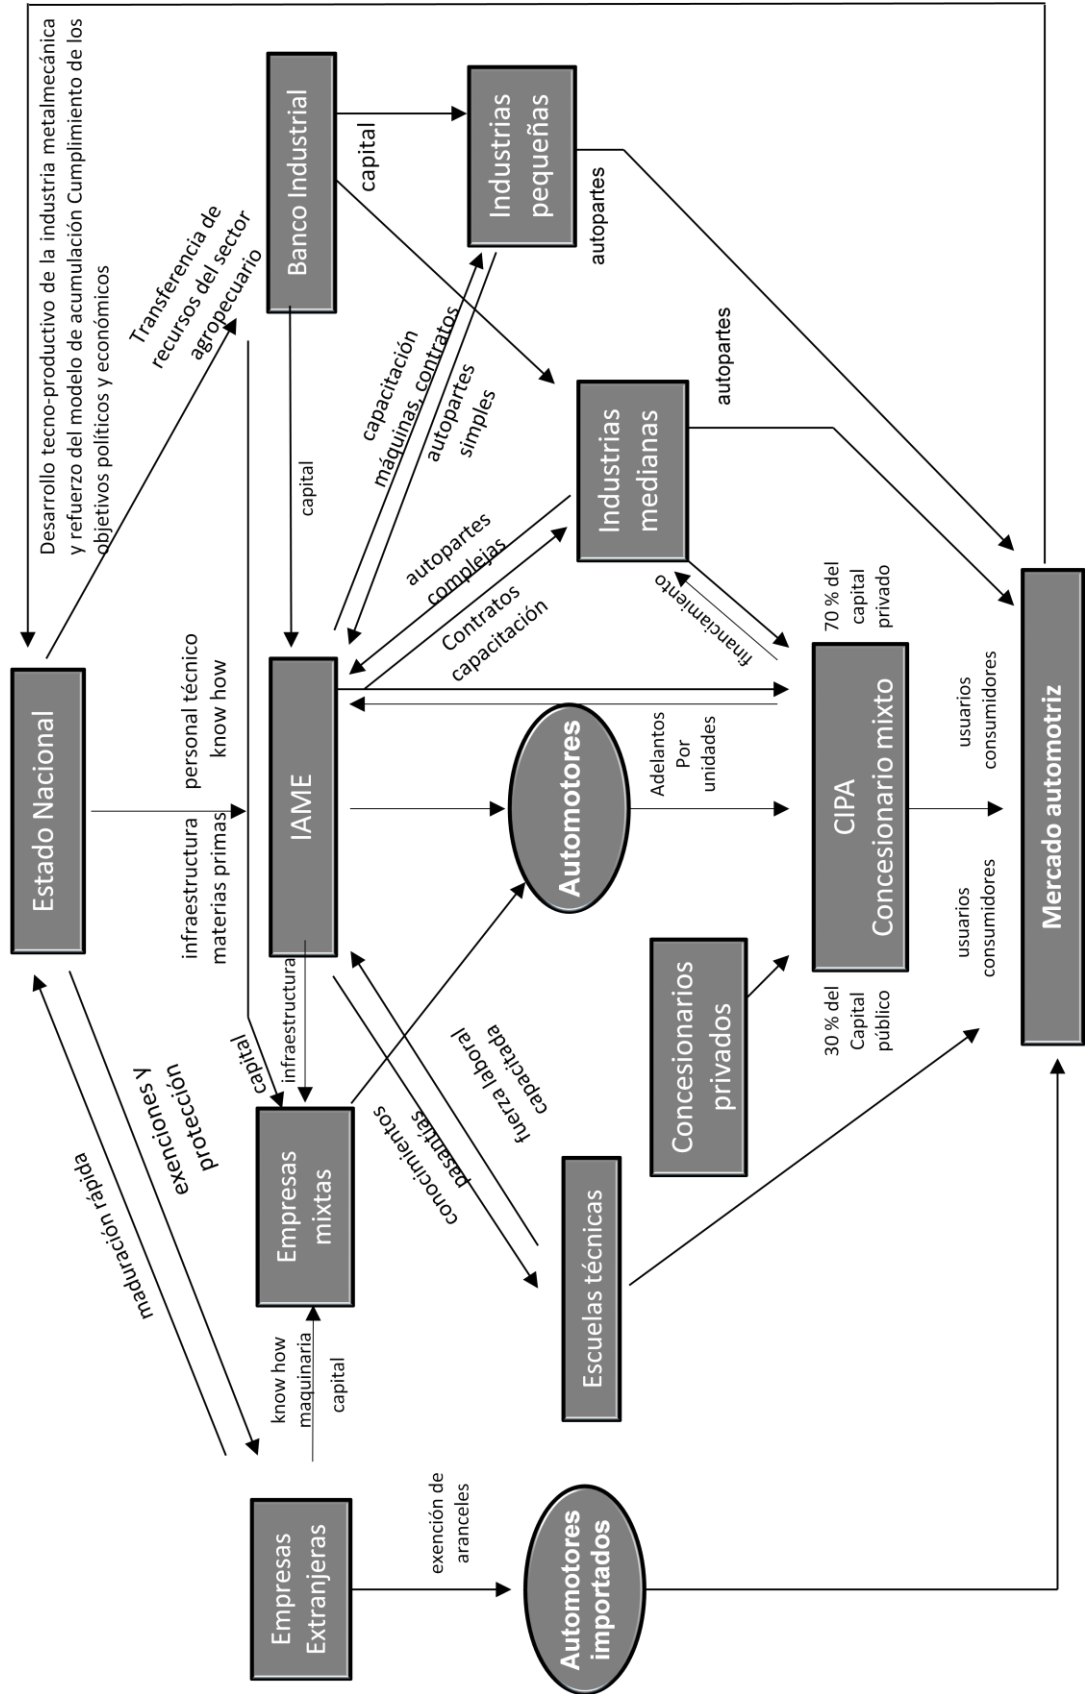 Desarrollo tecno-productivo de la industria metalmecánica
y refuerzo del modelo de acumulación Cumplimiento de los
objetivos políticos y económicos
Estado Nacional
Transferencia de
recursos del sector
agropecuario
maduración rápida
exenciones y
protección
infraestructura
materias primas
personal técnico
know how
Empresas
Extranjeras
know how
maquinaria
capital
Empresas
mixtas
capital
infraestructura
IAME
capital
Banco Industrial
capital
conocimientos
pasantías
fuerza laboral
capacitada
capacitación
máquinas, contratos
autopartes
simples
Industrias
pequeñas
autopartes
complejas
Contratos
capacitación
exención de
aranceles
Automotores
importados
Escuelas técnicas
Automotores
Industrias
medianas
autopartes
autopartes
financiamiento
Concesionarios
privados
Adelantos
Por
unidades
30 % del
Capital
público
CIPA
Concesionario mixto
70 % del
capital
privado
usuarios
consumidores
usuarios
consumidores
Mercado automotriz